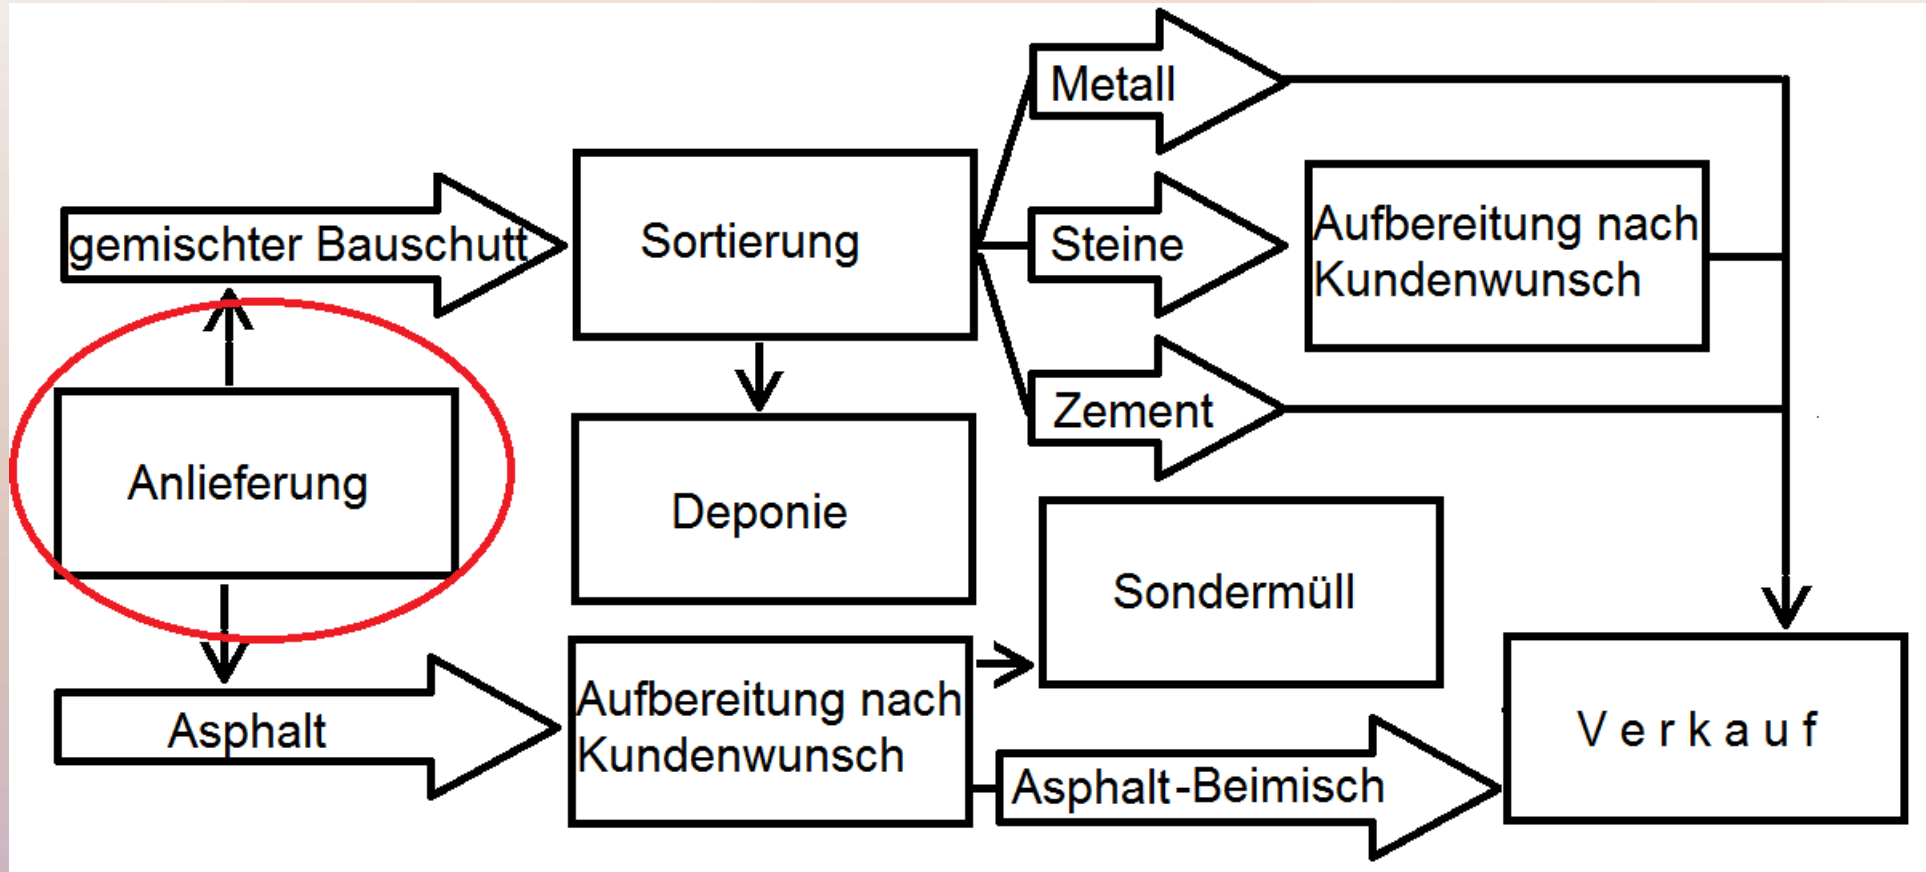 Metall
gemischter Bauschutt
Sortierung
Steine
Aufbereitung nach
Kundenwunsch
Zement
Anlieferung
Deponie
Sondermüll
Asphalt
Aufbereitung nach
Kundenwunsch
Asphalt-Beimisch
Verkauf